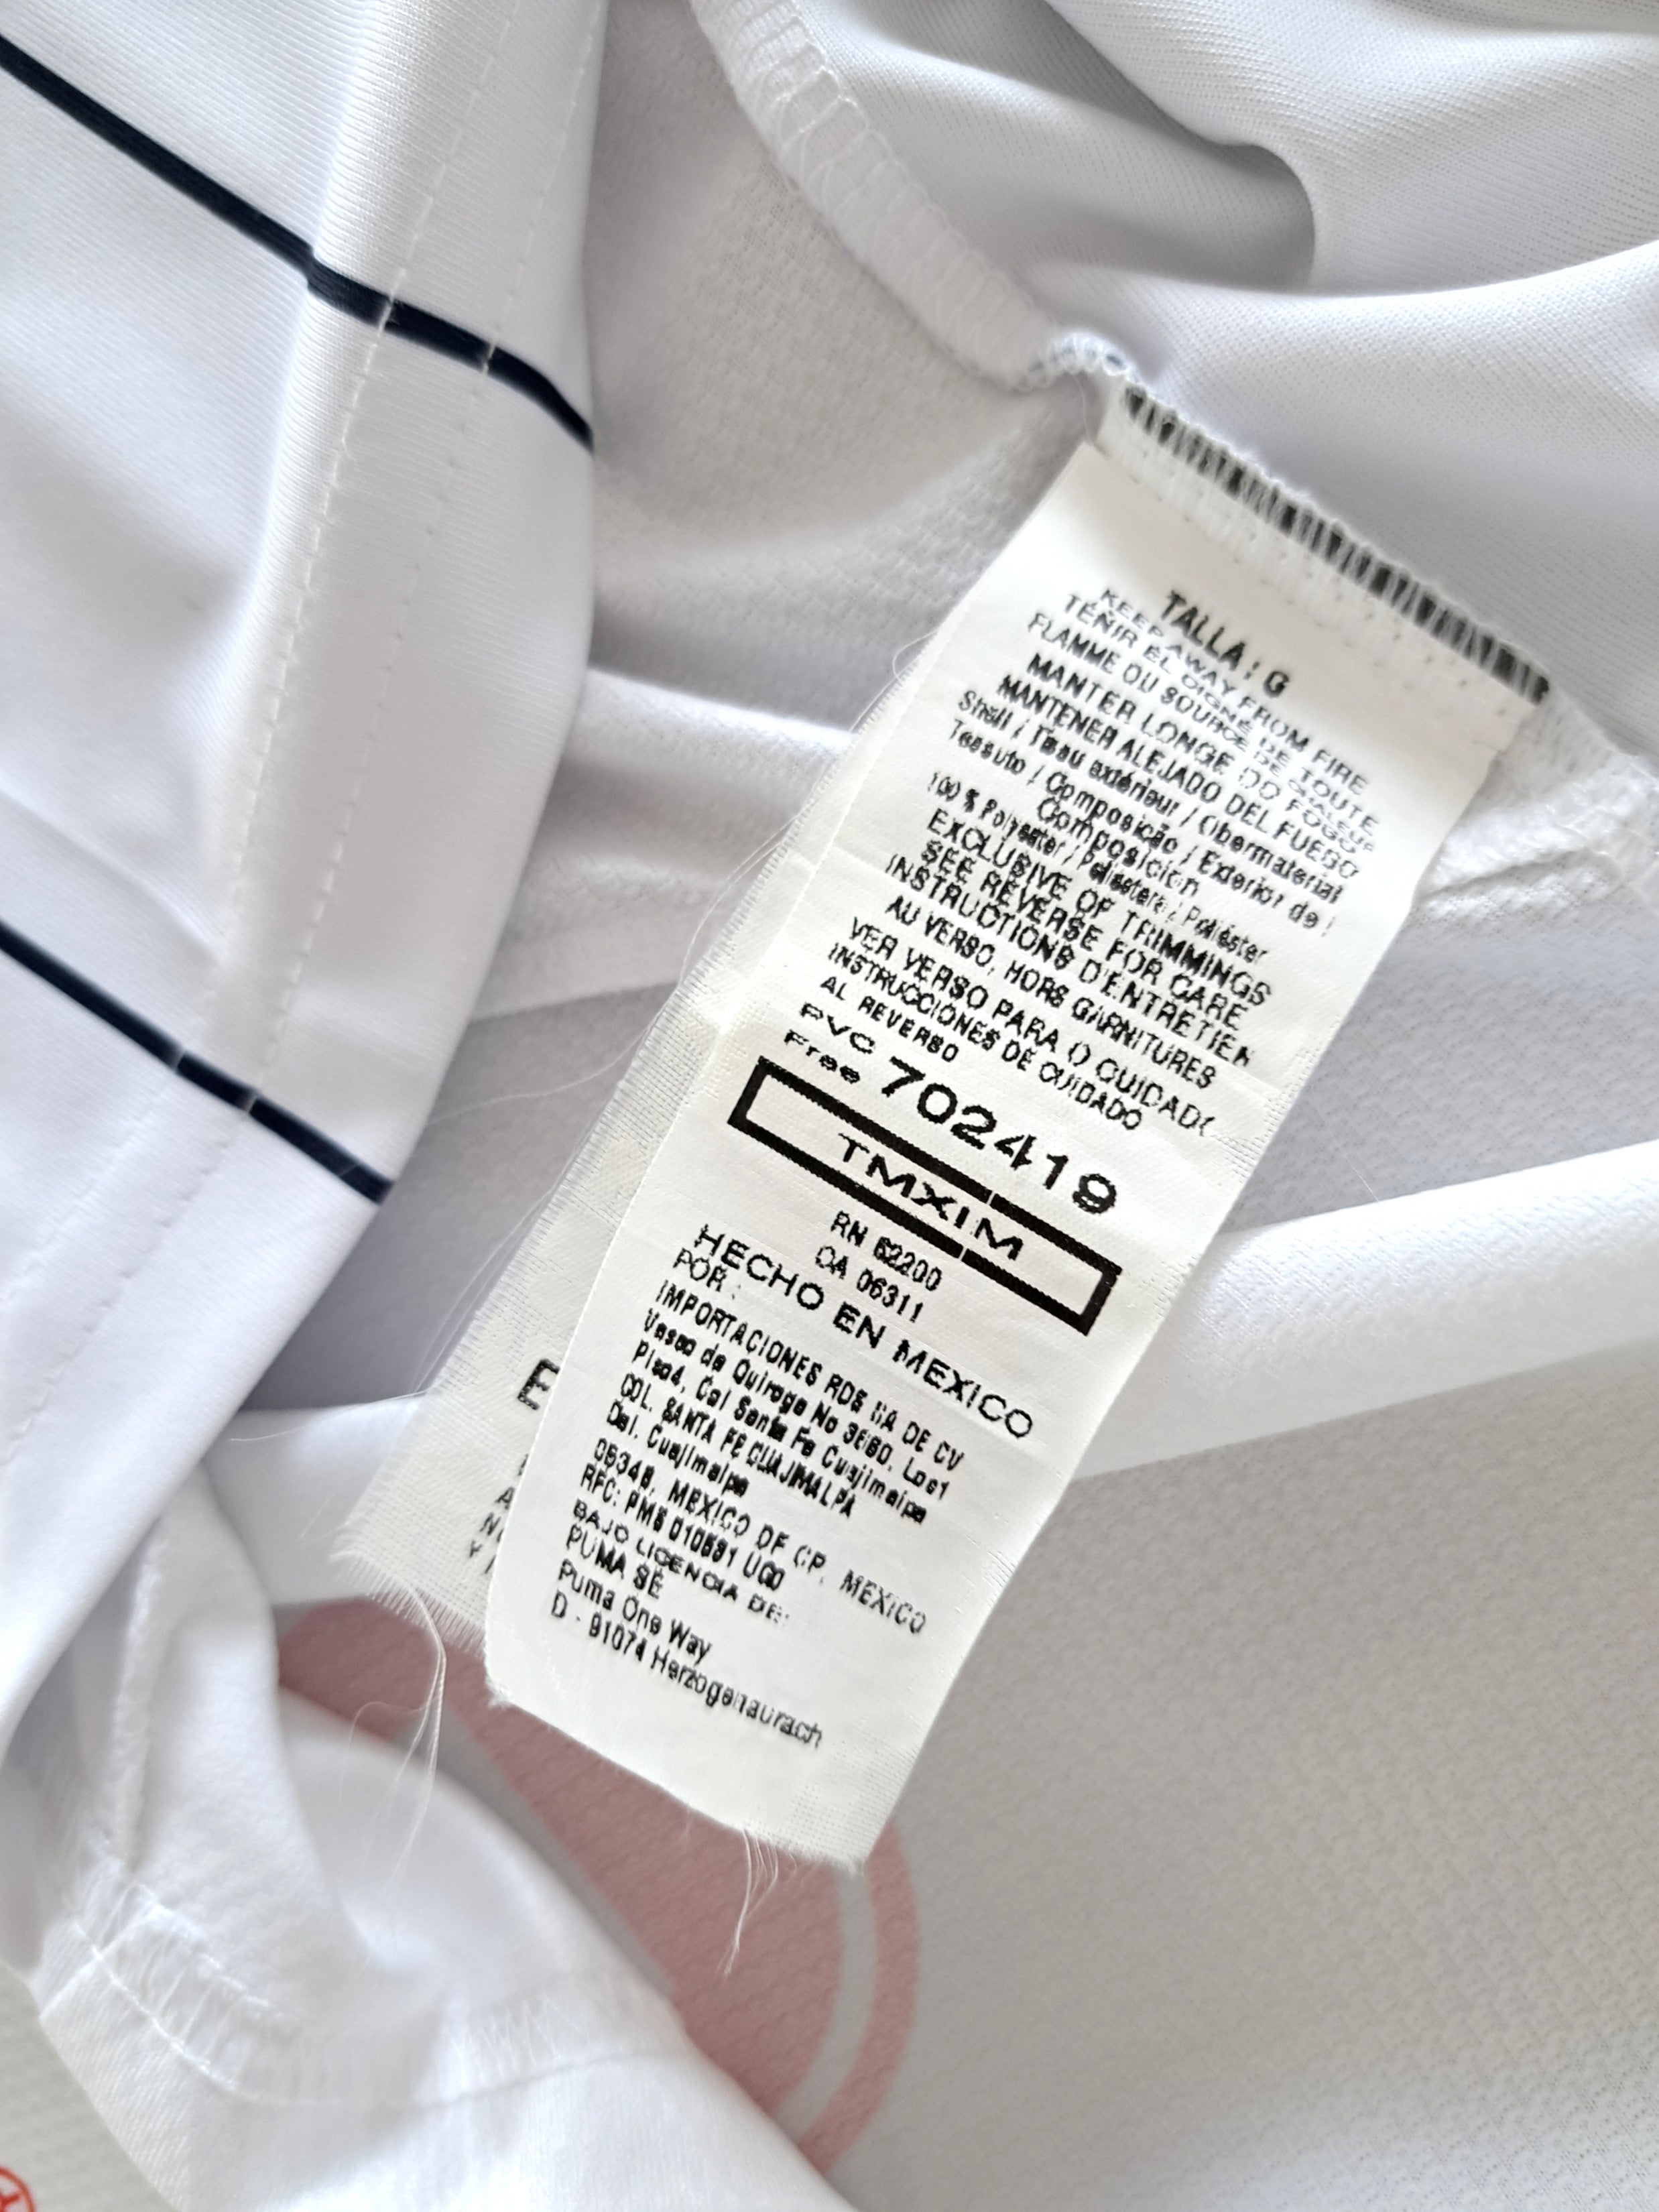 TALLA : G
KEEP AWAY FROM FIRE
TENIR ÉLOIGNÉ DE TOUTE
FLAMME OU SOURCE DE CHALEUR
MANTER LONGE DO FOGO
MANTENER ALEJADO DEL FUEGO
Shell / Tissu extérieur / Obermaterial
Tessuto / Composição / Exterior de
Composición
100 % Polyester / Poliéster
EXCLUSIVE OF TRIMMINGS
SEE REVERSE FOR CARE
INSTRUCTIONS D'ENTRETIEN
AU VERSO, HORS GARNITURES
VER VERSO PARA O CUIDADO
INSTRUCCIONES DE CUIDADO
AL REVERSO
PVC
Free 702419
TMXIM
RN 62200
CA 06311
HECHO EN MEXICO
POR :
IMPORTACIONES RDS SA DE CV
Vasco de Quiroga No 3880, Loc1
Piso4, Col Santa Fe Cuajimalpa
COL. SANTA FE CUAJIMALPA
Del. Cuajimalpa
05348, MEXICO DF CP. MEXICO
RFC:
BAJO LICENCIA DE:
PUMA SE
Puma One Way
D - 91074 Herzogenaurach
E